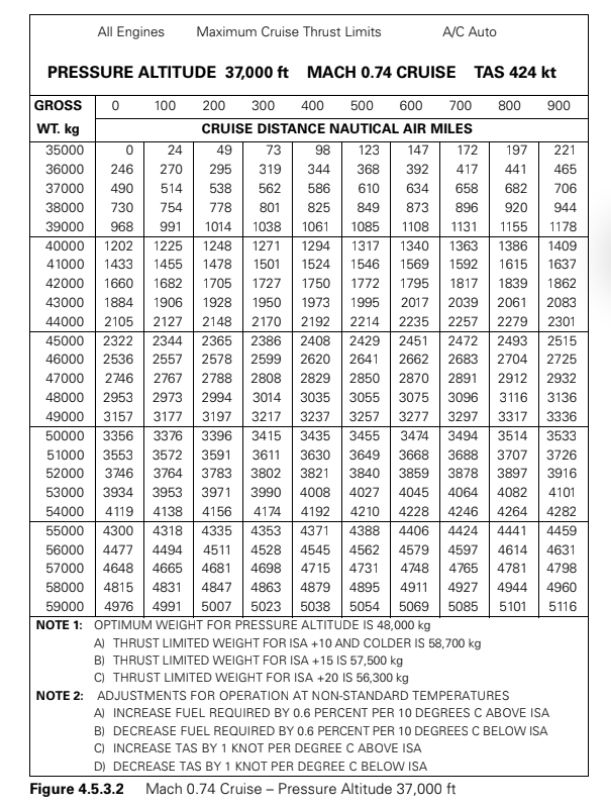 All Engines Maximum Cruise Thrust Limits A/C Auto
PRESSURE ALTITUDE 37,000 ft MACH 0.74 CRUISE TAS 424 kt
GROSS 0 100 200 300 400 500 600 700 800 900
WT. kg CRUISE DISTANCE NAUTICAL AIR MILES
35000 0 24 49 73 98 123 147 172 197 221
36000 246 270 295 319 344 368 392 417 441 465
37000 490 514 538 562 586 610 634 658 682 706
38000 730 754 778 801 825 849 873 896 920 944
39000 968 991 1014 1038 1061 1085 1108 1131 1155 1178
40000 1202 1225 1248 1271 1294 1317 1340 1363 1386 1409
41000 1433 1455 1478 1501 1524 1546 1569 1592 1615 1637
42000 1660 1682 1705 1727 1750 1772 1795 1817 1839 1862
43000 1884 1906 1928 1950 1973 1995 2017 2039 2061 2083
44000 2105 2127 2148 2170 2192 2214 2235 2257 2279 2301
45000 2322 2344 2365 2386 2408 2429 2451 2472 2493 2515
46000 2536 2557 2578 2599 2620 2641 2662 2683 2704 2725
47000 2746 2767 2788 2808 2829 2850 2870 2891 2912 2932
48000 2953 2973 2994 3014 3035 3055 3075 3096 3116 3136
49000 3157 3177 3197 3217 3237 3257 3277 3297 3317 3336
50000 3356 3376 3396 3415 3435 3455 3474 3494 3514 3533
51000 3553 3572 3591 3611 3630 3649 3668 3688 3707 3726
52000 3746 3764 3783 3802 3821 3840 3859 3878 3897 3916
53000 3934 3953 3971 3990 4008 4027 4045 4064 4082 4101
54000 4119 4138 4156 4174 4192 4210 4228 4246 4264 4282
55000 4300 4318 4335 4353 4371 4388 4406 4424 4441 4459
56000 4477 4494 4511 4528 4545 4562 4579 4597 4614 4631
57000 4648 4665 4681 4698 4715 4731 4748 4765 4781 4798
58000 4815 4831 4847 4863 4879 4895 4911 4927 4944 4960
59000 4976 4991 5007 5023 5038 5054 5069 5085 5101 5116
NOTE 1: OPTIMUM WEIGHT FOR PRESSURE ALTITUDE IS 48,000 kg
A) THRUST LIMITED WEIGHT FOR ISA +10 AND COLDER IS 58,700 kg
B) THRUST LIMITED WEIGHT FOR ISA +15 IS 57,500 kg
C) THRUST LIMITED WEIGHT FOR ISA +20 IS 56,300 kg
NOTE 2: ADJUSTMENTS FOR OPERATION AT NON-STANDARD TEMPERATURES
A) INCREASE FUEL REQUIRED BY 0.6 PERCENT PER 10 DEGREES C ABOVE ISA
B) DECREASE FUEL REQUIRED BY 0.6 PERCENT PER 10 DEGREES C BELOW ISA
C) INCREASE TAS BY 1 KNOT PER DEGREE C ABOVE ISA
D) DECREASE TAS BY 1 KNOT PER DEGREE C BELOW ISA
Figure 4.5.3.2 Mach 0.74 Cruise – Pressure Altitude 37,000 ft